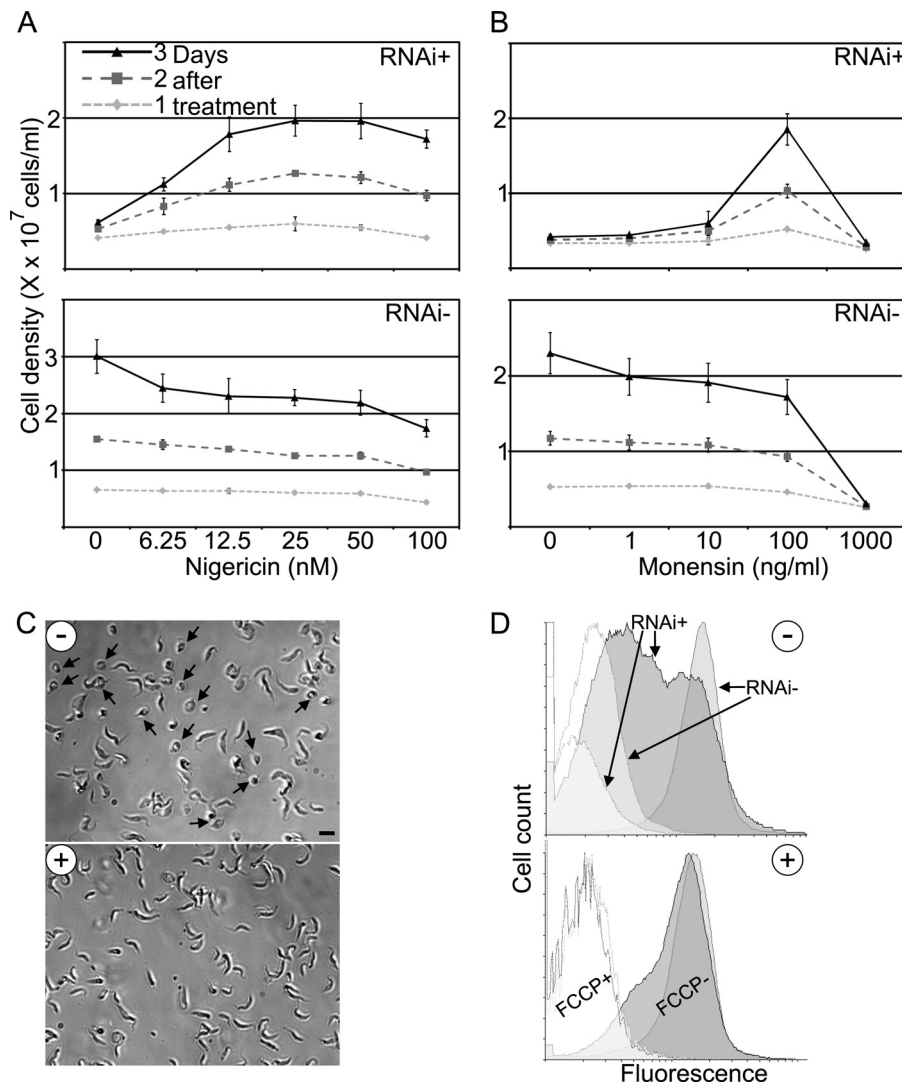 A
3 Days
2 after
1 treatment
RNAi+
2
1
RNAi-
3
2
1
Cell density (X x 10^7 cells/ml)
0 6.25 12.5 25 50 100
Nigericin (nM)
B
RNAi+
2
1
RNAi-
2
1
0 1 10 100 1000
Monensin (ng/ml)
C
-
+
D
RNAi+
-
RNAi-
+
FCCP+
FCCP-
Cell count
Fluorescence